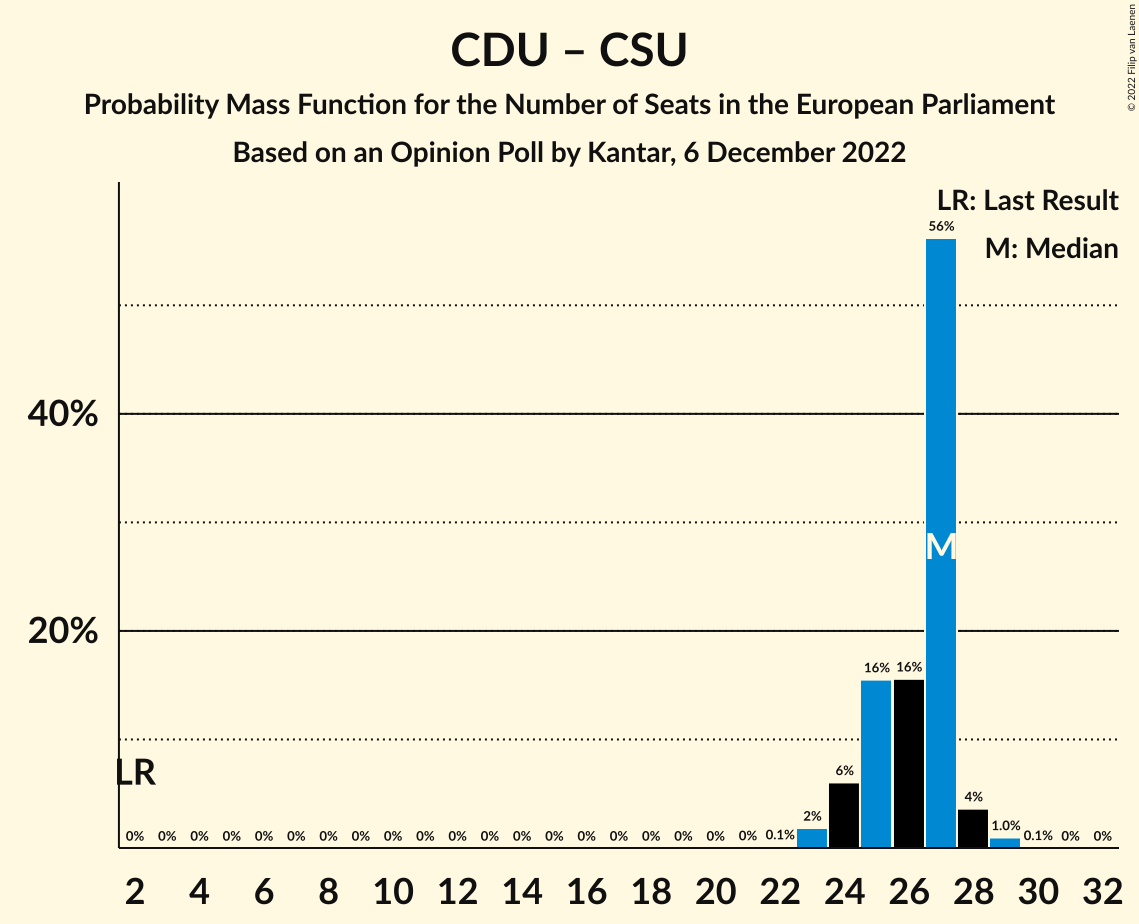 CDU – CSU
Probability Mass Function for the Number of Seats in the European Parliament
Based on an Opinion Poll by Kantar, 6 December 2022
© 2022 Filip van Laenen
LR: Last Result
M: Median
56%
40%
M
20%
16% 16%
LR
6%
2% 4%
1.0%
0% 0% 0% 0% 0% 0% 0% 0% 0% 0% 0% 0% 0% 0% 0% 0% 0% 0% 0% 0% 0.1% 0.1% 0% 0%
2 4 6 8 10 12 14 16 18 20 22 24 26 28 30 32